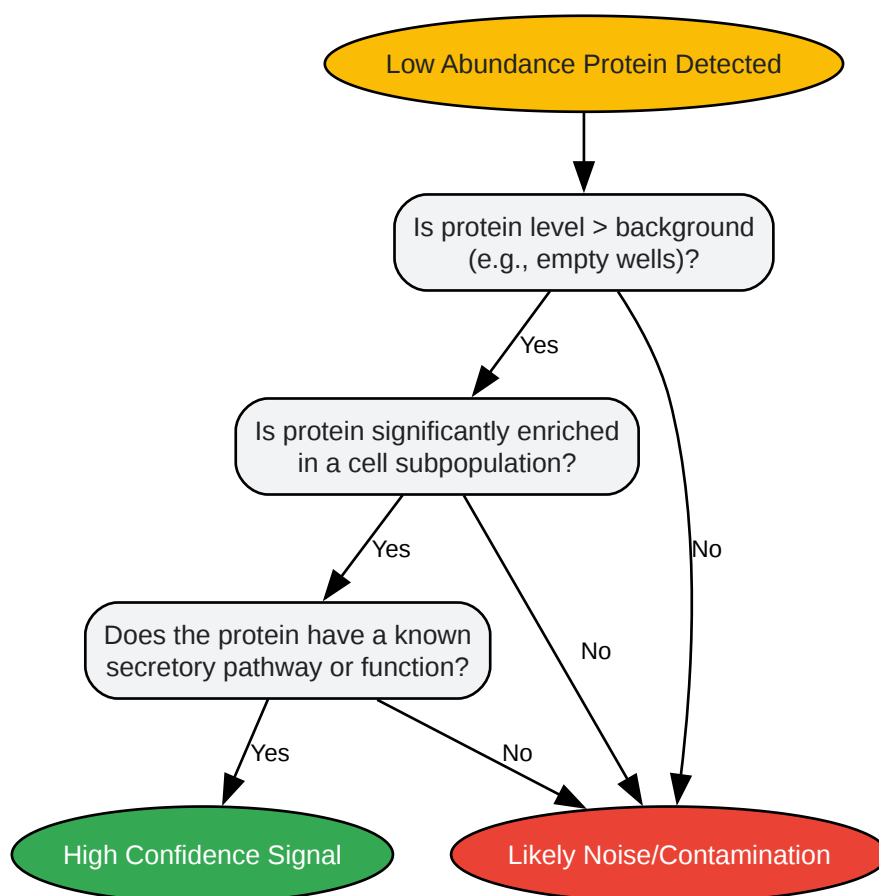 Low Abundance Protein Detected
Is protein level > background
(e.g., empty wells)?
Yes
Is protein significantly enriched
in a cell subpopulation?
Yes
No
Does the protein have a known
secretory pathway or function?
No
Yes
No
High Confidence Signal
Likely Noise/Contamination